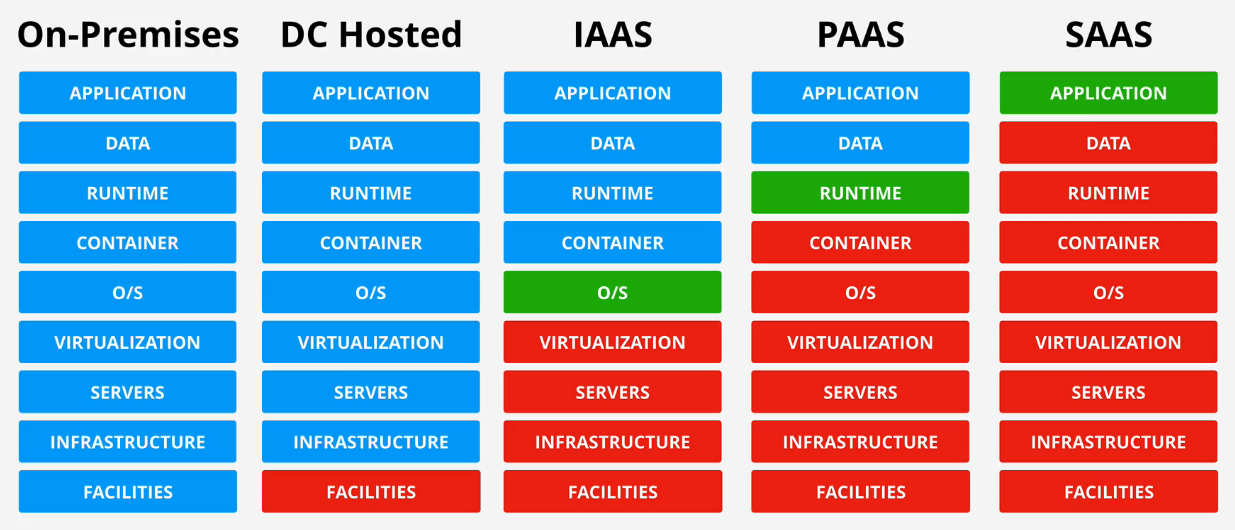 On-Premises
APPLICATION
DATA
RUNTIME
CONTAINER
O/S
VIRTUALIZATION
SERVERS
INFRASTRUCTURE
FACILITIES
DC Hosted
APPLICATION
DATA
RUNTIME
CONTAINER
O/S
VIRTUALIZATION
SERVERS
INFRASTRUCTURE
FACILITIES
IAAS
APPLICATION
DATA
RUNTIME
CONTAINER
O/S
VIRTUALIZATION
SERVERS
INFRASTRUCTURE
FACILITIES
PAAS
APPLICATION
DATA
RUNTIME
CONTAINER
O/S
VIRTUALIZATION
SERVERS
INFRASTRUCTURE
FACILITIES
SAAS
APPLICATION
DATA
RUNTIME
CONTAINER
O/S
VIRTUALIZATION
SERVERS
INFRASTRUCTURE
FACILITIES